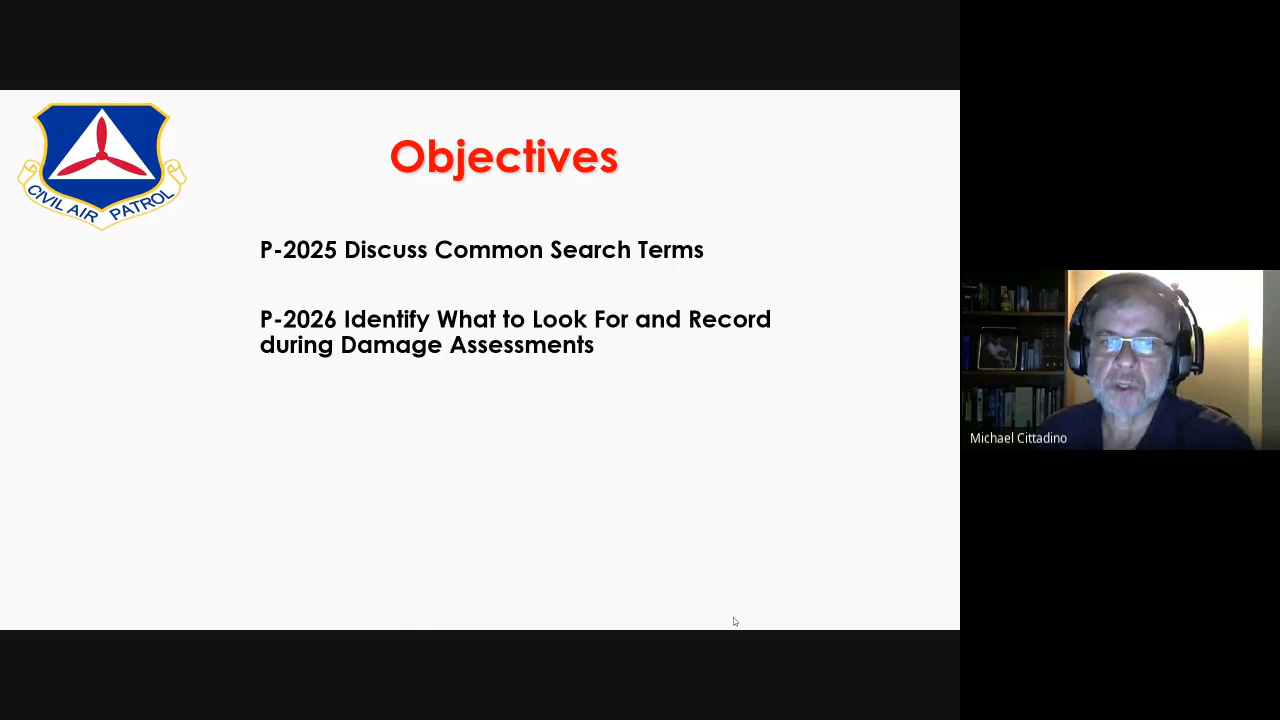 CIVIL AIR PATROL
Objectives
P-2025 Discuss Common Search Terms
P-2026 Identify What to Look For and Record
during Damage Assessments
Michael Cittadino